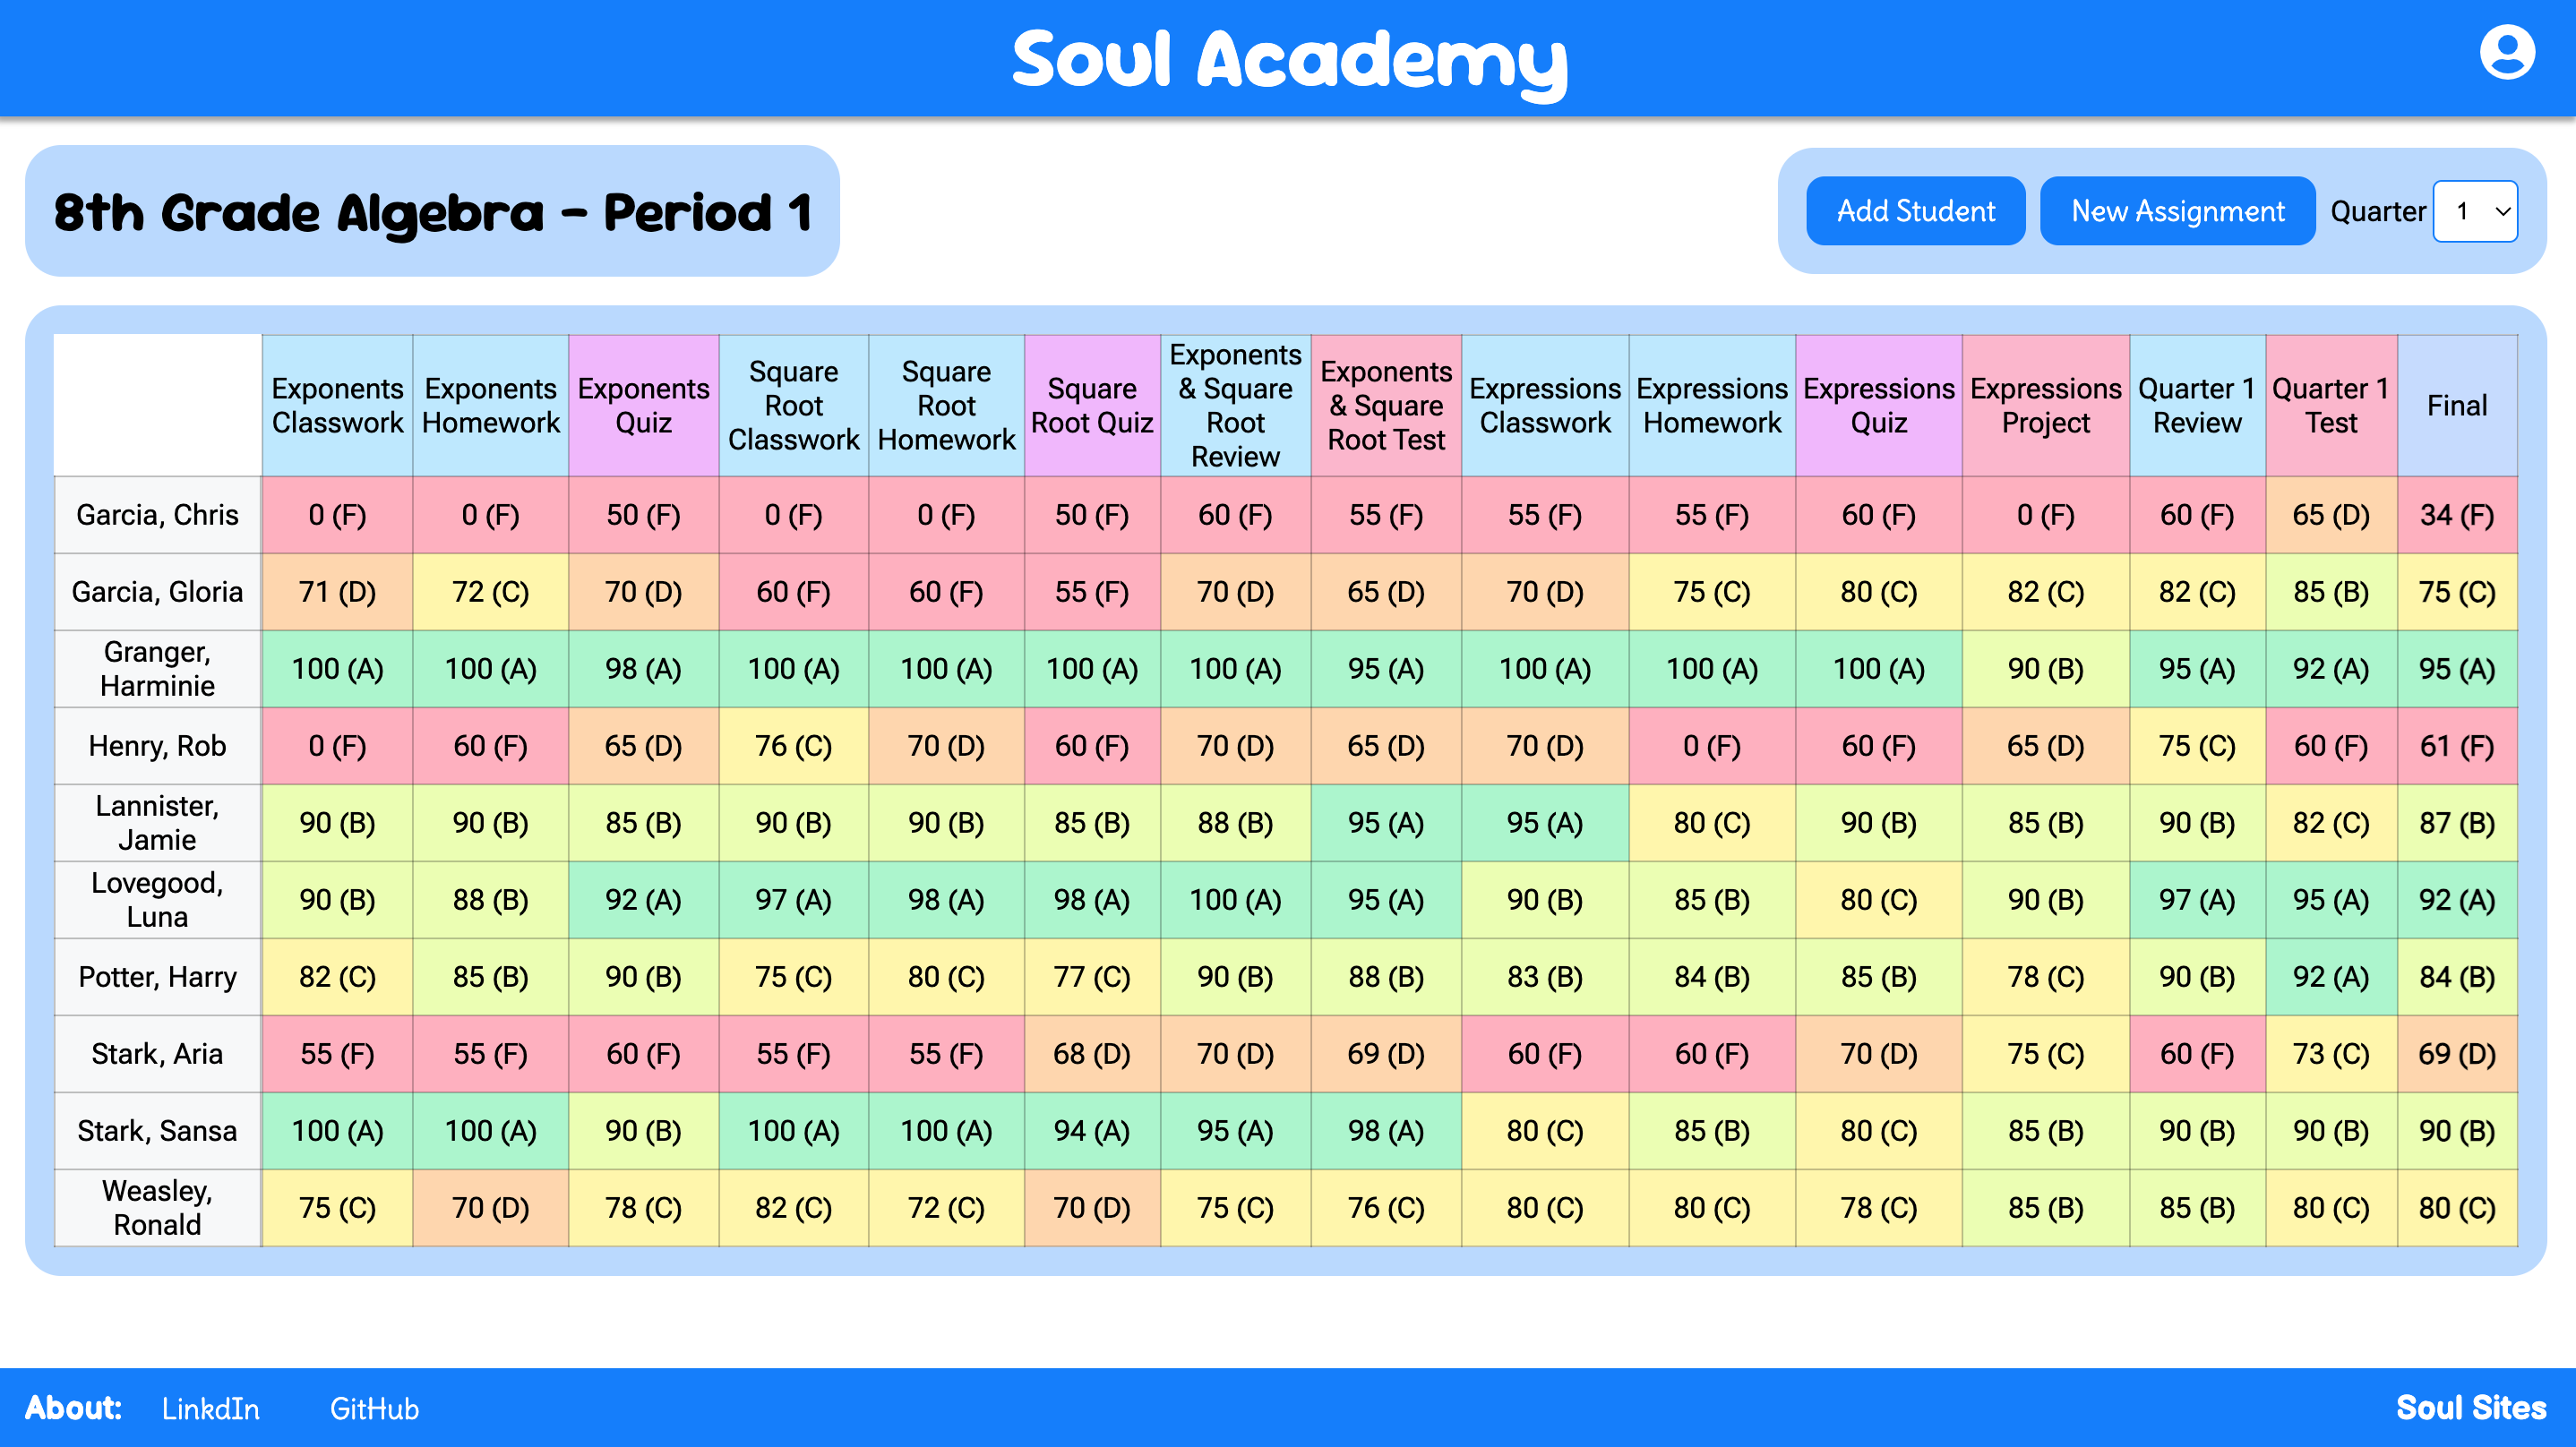 Soul Academy
8th Grade Algebra - Period 1
Add Student
New Assignment
Quarter 1
Exponents Classwork
Exponents Homework
Exponents Quiz
Square Root Classwork
Square Root Homework
Square Root Quiz
Exponents & Square Root Review
Exponents & Square Root Test
Expressions Classwork
Expressions Homework
Expressions Quiz
Expressions Project
Quarter 1 Review
Quarter 1 Test
Final
Garcia, Chris 0 (F) 0 (F) 50 (F) 0 (F) 0 (F) 50 (F) 60 (F) 55 (F) 55 (F) 55 (F) 60 (F) 0 (F) 60 (F) 65 (D) 34 (F)
Garcia, Gloria 71 (D) 72 (C) 70 (D) 60 (F) 60 (F) 55 (F) 70 (D) 65 (D) 70 (D) 75 (C) 80 (C) 82 (C) 82 (C) 85 (B) 75 (C)
Granger, Harminie 100 (A) 100 (A) 98 (A) 100 (A) 100 (A) 100 (A) 100 (A) 95 (A) 100 (A) 100 (A) 100 (A) 90 (B) 95 (A) 92 (A) 95 (A)
Henry, Rob 0 (F) 60 (F) 65 (D) 76 (C) 70 (D) 60 (F) 70 (D) 65 (D) 70 (D) 0 (F) 60 (F) 65 (D) 75 (C) 60 (F) 61 (F)
Lannister, Jamie 90 (B) 90 (B) 85 (B) 90 (B) 90 (B) 85 (B) 88 (B) 95 (A) 95 (A) 80 (C) 90 (B) 85 (B) 90 (B) 82 (C) 87 (B)
Lovegood, Luna 90 (B) 88 (B) 92 (A) 97 (A) 98 (A) 98 (A) 100 (A) 95 (A) 90 (B) 85 (B) 80 (C) 90 (B) 97 (A) 95 (A) 92 (A)
Potter, Harry 82 (C) 85 (B) 90 (B) 75 (C) 80 (C) 77 (C) 90 (B) 88 (B) 83 (B) 84 (B) 85 (B) 78 (C) 90 (B) 92 (A) 84 (B)
Stark, Aria 55 (F) 55 (F) 60 (F) 55 (F) 55 (F) 68 (D) 70 (D) 69 (D) 60 (F) 60 (F) 70 (D) 75 (C) 60 (F) 73 (C) 69 (D)
Stark, Sansa 100 (A) 100 (A) 90 (B) 100 (A) 100 (A) 94 (A) 95 (A) 98 (A) 80 (C) 85 (B) 80 (C) 85 (B) 90 (B) 90 (B) 90 (B)
Weasley, Ronald 75 (C) 70 (D) 78 (C) 82 (C) 72 (C) 70 (D) 75 (C) 76 (C) 80 (C) 80 (C) 78 (C) 85 (B) 85 (B) 80 (C) 80 (C)
About: LinkdIn GitHub
Soul Sites